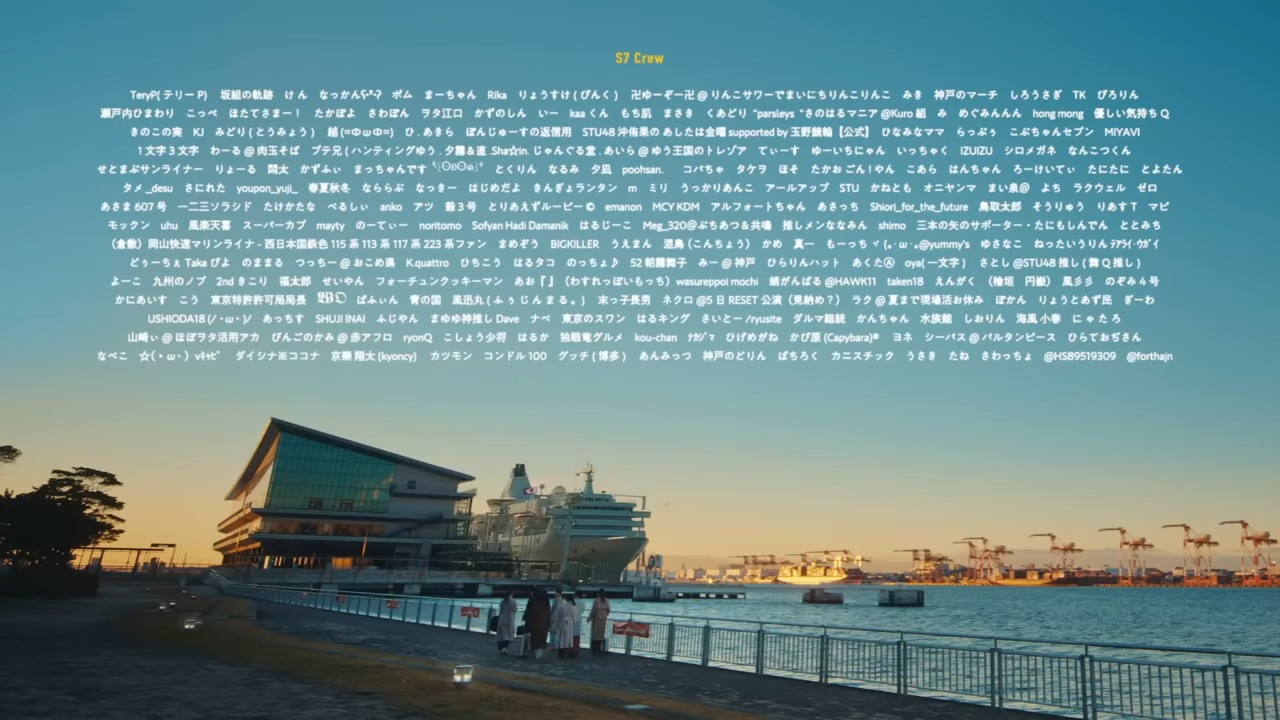 S7 Crew
TeryP( テリー P)　坂組の軌跡　けん　なっかん　ポム　まーちゃん　Rika　りょうすけ ( ぴんく )　卍ゆーぞー卍 @ りんこサワーでまいにちりんこりんこ　みき　神戸のマーチ　しろうさぎ　TK　ぴろりん
瀬戸内ひまわり　こっぺ　ほたてさまー！　たかぽよ　さわぽん　ヲタ江口　かずのしん　いー　kaa くん　もち肌　まさき　くあどり "parsleys "さのはるマニア @Kuro 組　み　めぐみんんん　hong mong　優しい気持ち Q
きのこの実　KJ　みどり ( とうみょう )　越 (=ΦωΦ=)　ひ . あきら　ぽんじゅーすの返信用　STU48 沖侑果の あしたは金曜 supported by 玉野競輪【公式】　ひなみなママ　らっぷぅ　こぶちゃんセブン　MIYAVI
1 文字 3 文字　わーる @ 肉玉そば　プテ兄 ( ハンティングゆう . 夕霧＆直 .Sha☆rin. じゃんぐる堂 . あいら @ ゆう王国のトレゾア　てぃーす　ゆーいちにゃん　いっちゃく　IZUIZU　シロメガネ　なんこつくん
せとまぶサンライナー　りょーる　悶太　かずふぃ　まっちゃんです　とくりん　なるみ　夕凪　poohsan.　コバちゃ　タケヲ　ほそ　たかお ごん ! やん　こあら　はんちゃん　ろーけいてぃ　たにたに　とよたん
タメ _desu　さにれた　youpon_yuji_　春夏秋冬　なららぶ　なっきー　はじめだよ　きんぎょランタン　m　ミリ　うっかりあんこ　アールアップ　STU　かねとも　オニヤンマ　まい泉@　よち　ラクウェル　ゼロ
あさま 607 号　一二三ソラシド　たけかたな　べるしぃ　anko　アツ　爺 3 号　とりあえずルービー ©　emanon　MCY KDM　アルフォートちゃん　あさっち　Shiori_for_the_future　鳥取太郎　そうりゅう　りあす T　マピ
モックン　uhu　風楽天喜　スーパーカブ　mayty　のーてぃー　noritomo　Sofyan Hadi Damanik　はるじーこ　Meg_320＠ぶちあつ＆共鳴　推しメンななみん　shimo　三本の矢のサポーター・たにもしんでん　ととみち
（倉敷）岡山快速マリンライナ - 西日本国鉄色 115 系 113 系 117 系 223 系ファン　まめぞう　BIGKILLER　うえまん　混鳥 ( こんちょう )　かめ　真一　もーっち ヾ (｡･ω･｡@yummy's　ゆさなこ　ねったいうりん
どぅーちぇ Taka ぴよ　のままる　つっちー @ おこめ県　K.quattro　ひちこう　はるタコ　のっちょ♪　52 朝霧舞子　みー @ 神戸　ひらりんハット　あくたⒶ　oya( 一文字 )　さとし @STU48 推し ( 舞 Q 推し )
よーこ　九州のノブ　2nd きこり　福太郎　せいやん　フォーチュンクッキーマン　あお『 』（わすれっぽいもっち）wasureppoi mochi　蛸がんばる @HAWK11　taken18　えんがく　( 檜垣　円嶽）　風彡彡　のぞみ 4 号
かにあいす　こう　東京特許許可局局長　ぱふぃん　青の国　風迅丸 ( ふ ぅ じ ん ま る 。)　末っ子長男　ネクロ @5 日 RESET 公演（見納め？）　ラク @ 夏まで現場活お休み　ぽかん　りょうとあず民　ぎーわ
USHIODA18 (/・ω・)/　あっちす　SHUJI INAI　ふじやん　まゆゆ神推し Dave　ナベ　東京のスワン　はるキング　さいとー /ryusite　ダルマ総統　かんちゃん　水族館　しおりん　海風 小春　に ゃ た ろ
山崎ぃ @ ほぼヲタ活用アカ　びんごのかみ @ 赤アフロ　ryonQ　こしょう少将　はるか　独眼竜グルメ　kou-chan　ﾅｶｼﾞﾏ　ひげめがね　かぴ原 (Capybara)®　ヨネ　シーバス @ バルタンビース　ひらておぢさん
なべこ　☆(ヽ・ω・)　ダイシナ※ココナ　京樂 翔太 (kyoncy)　カツモン　コンドル 100　グッチ ( 博多 )　あんみっつ　神戸のどりん　ばちろく　カニスチック　うさき　たね　さわっちょ　@HS89519309　@forthajn